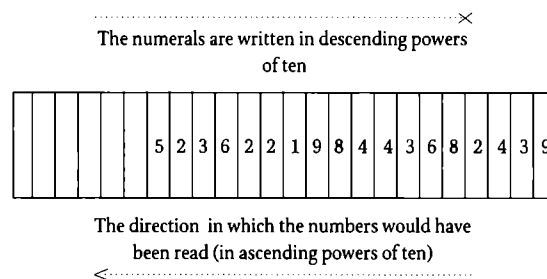 The numerals are written in descending powers
of ten
5 2 3 6 2 2 1 9 8 4 4 3 6 8 2 4 3 9
The direction in which the numbers would have
been read (in ascending powers of ten)